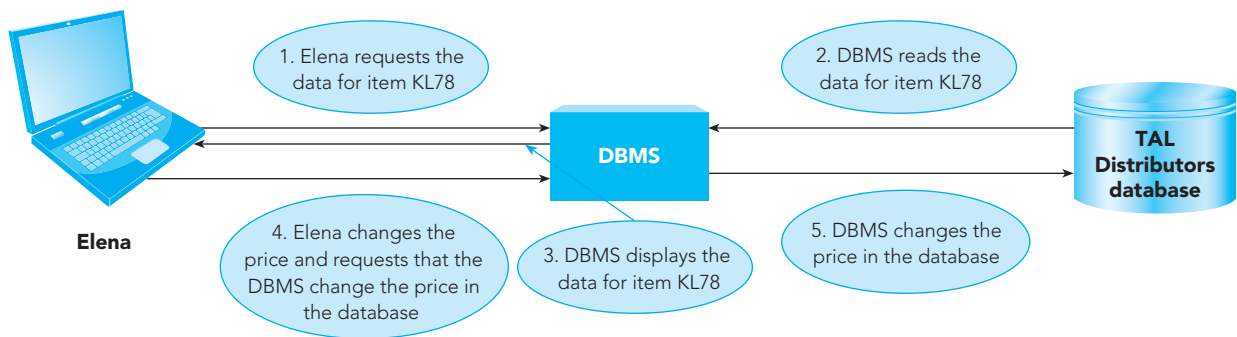 1. Elena requests the
data for item KL78
2. DBMS reads the
data for item KL78
DBMS
TAL
Distributors
database
Elena
4. Elena changes the
price and requests that the
DBMS change the price in
the database
3. DBMS displays the
data for item KL78
5. DBMS changes the
price in the database